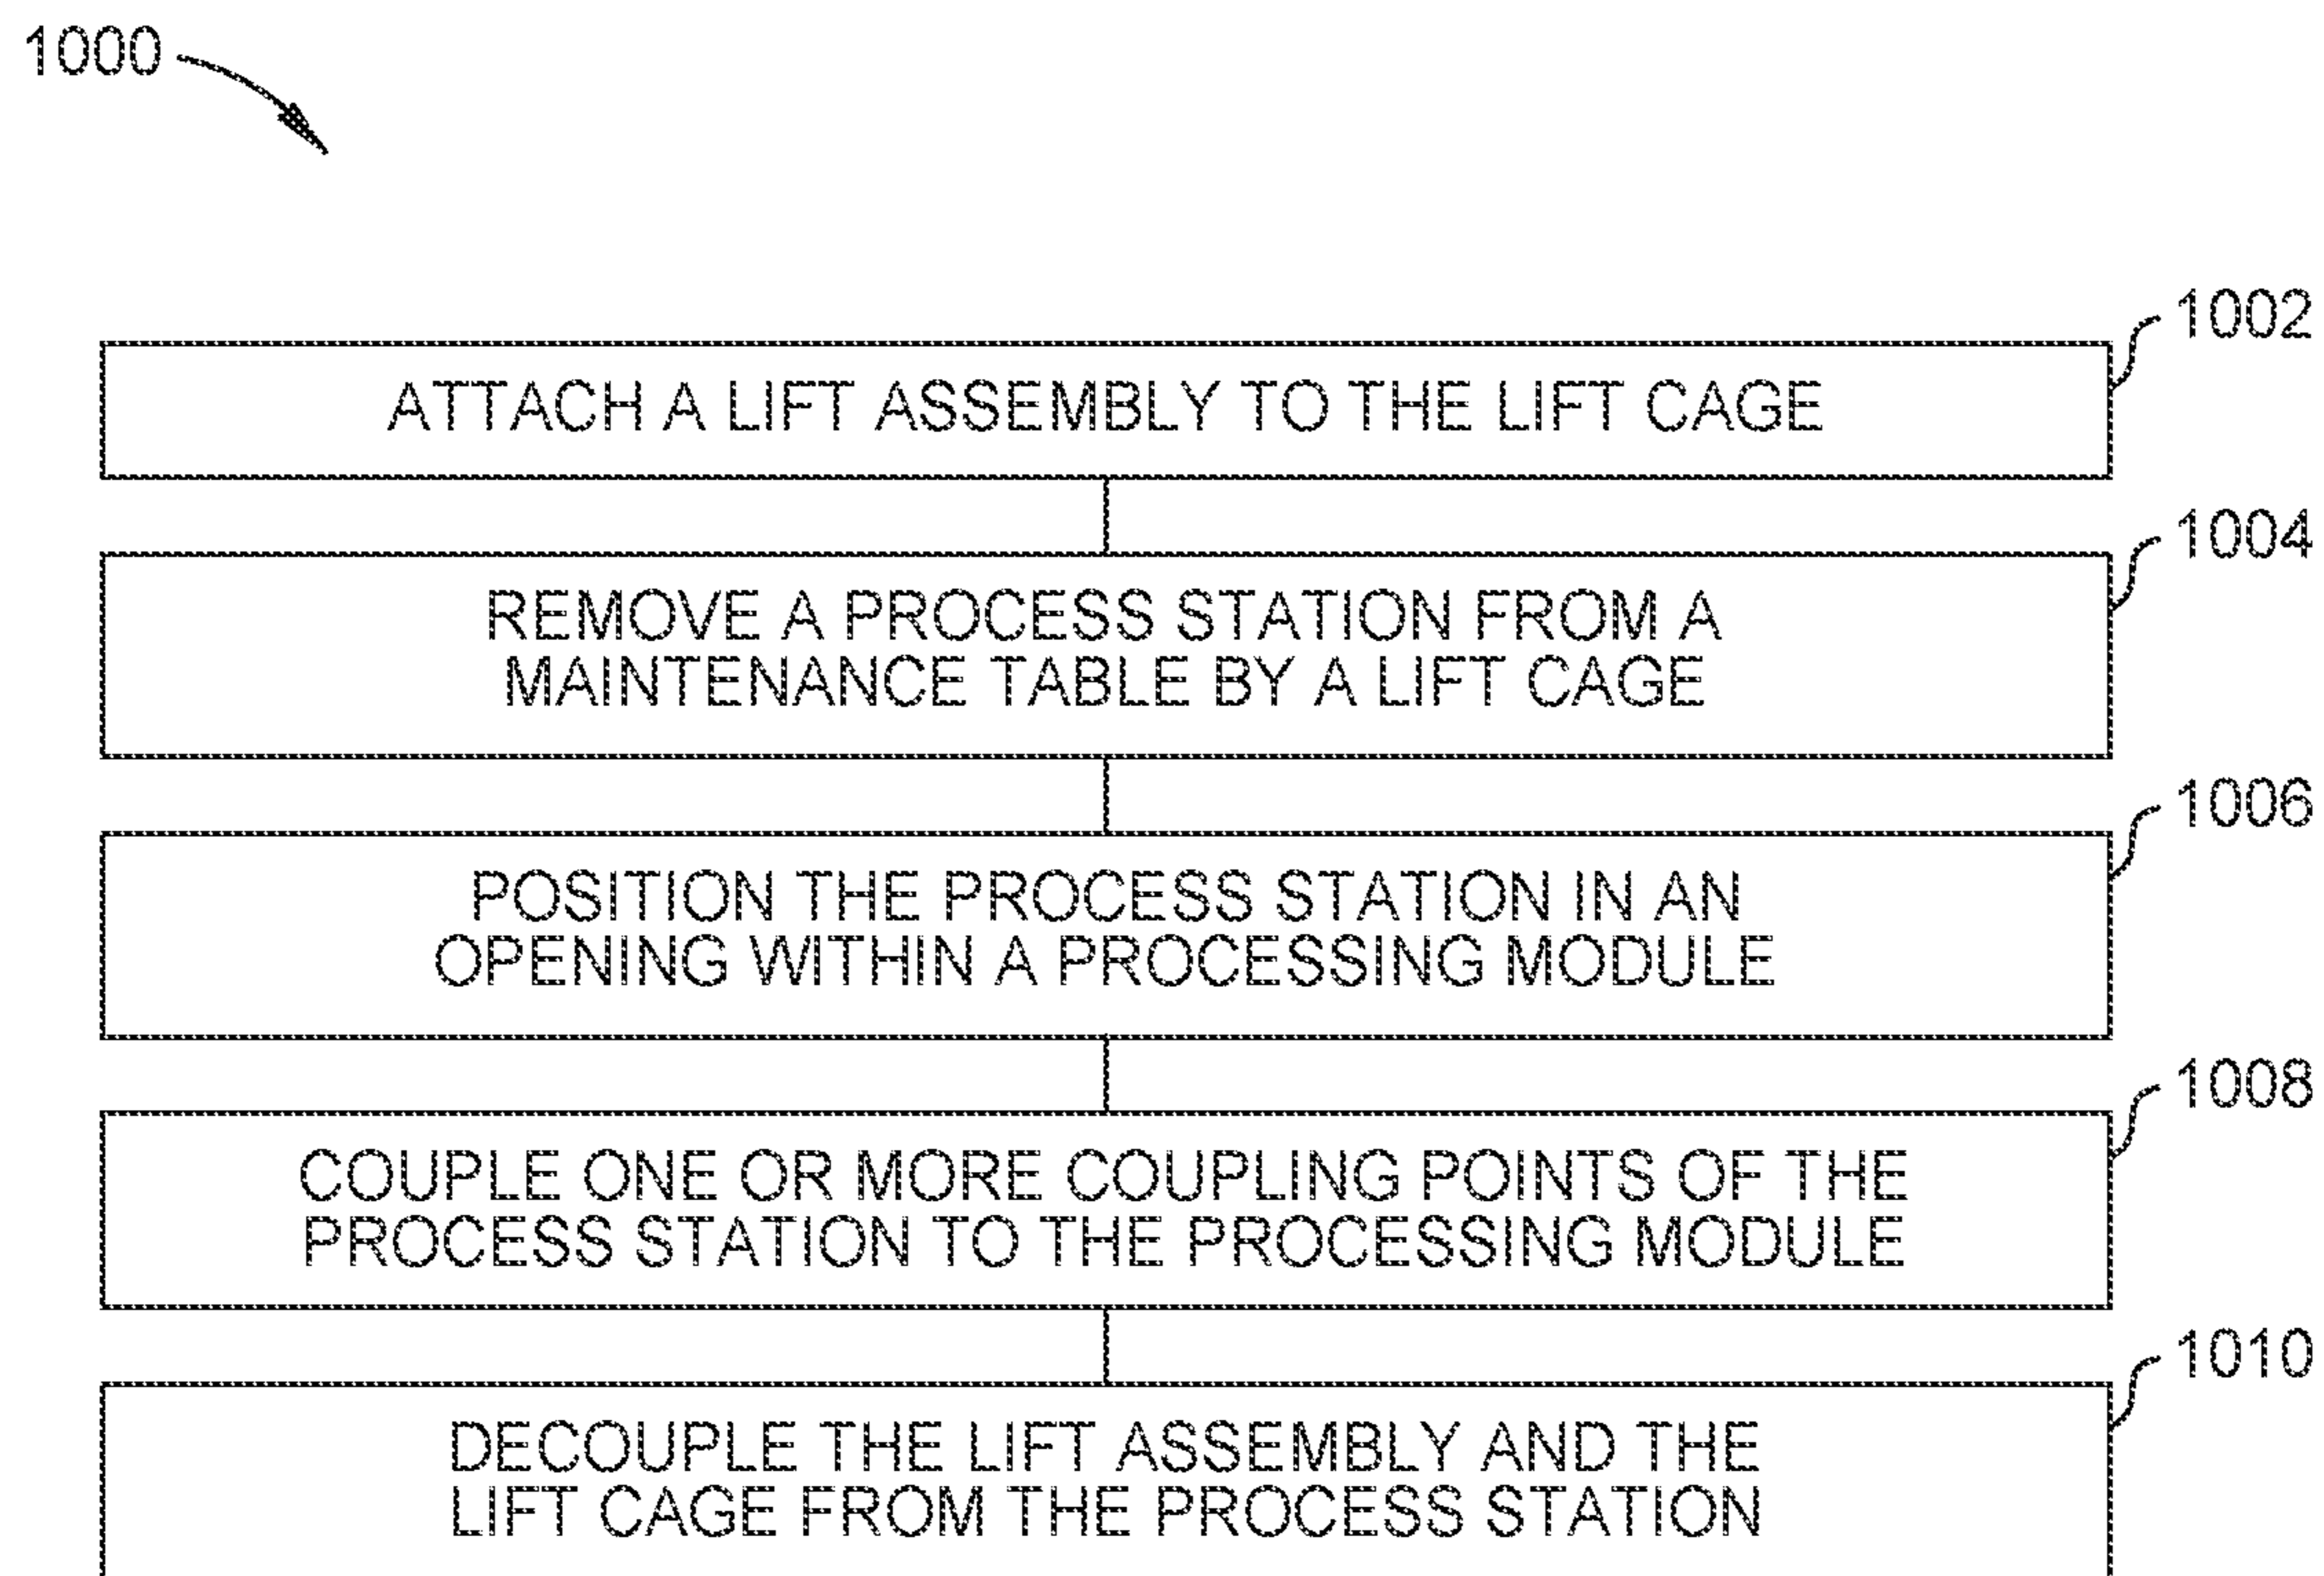 1000
1002
ATTACH A LIFT ASSEMBLY TO THE LIFT CAGE
1004
REMOVE A PROCESS STATION FROM A
MAINTENANCE TABLE BY A LIFT CAGE
1006
POSITION THE PROCESS STATION IN AN
OPENING WITHIN A PROCESSING MODULE
1008
COUPLE ONE OR MORE COUPLING POINTS OF THE
PROCESS STATION TO THE PROCESSING MODULE
1010
DECOUPLE THE LIFT ASSEMBLY AND THE
LIFT CAGE FROM THE PROCESS STATION